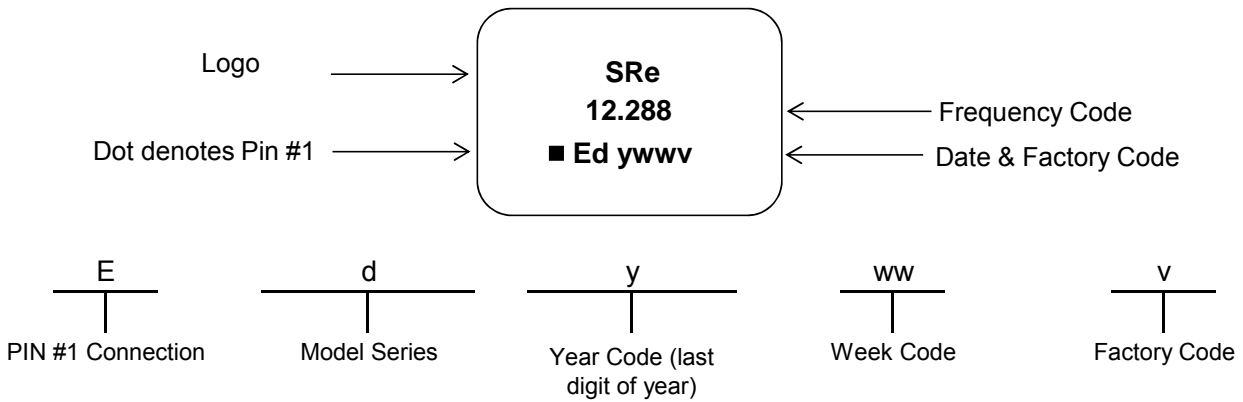 Logo
SRe
12.288
Frequency Code
Dot denotes Pin #1
■ Ed ywwv
Date & Factory Code
E d y ww v
PIN #1 Connection
Model Series
Year Code (last
digit of year)
Week Code
Factory Code